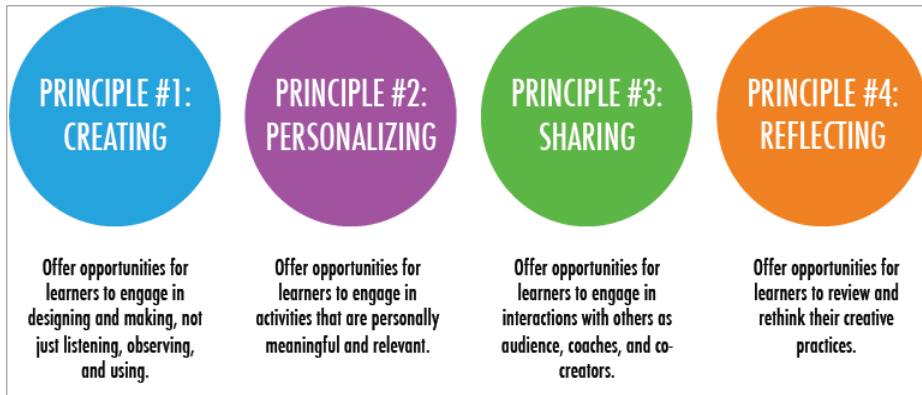 PRINCIPLE #1:
CREATING
Offer opportunities for
learners to engage in
designing and making, not
just listening, observing,
and using.
PRINCIPLE #2:
PERSONALIZING
Offer opportunities for
learners to engage in
activities that are personally
meaningful and relevant.
PRINCIPLE #3:
SHARING
Offer opportunities for
learners to engage in
interactions with others as
audience, coaches, and co-
creators.
PRINCIPLE #4:
REFLECTING
Offer opportunities for
learners to review and
rethink their creative
practices.